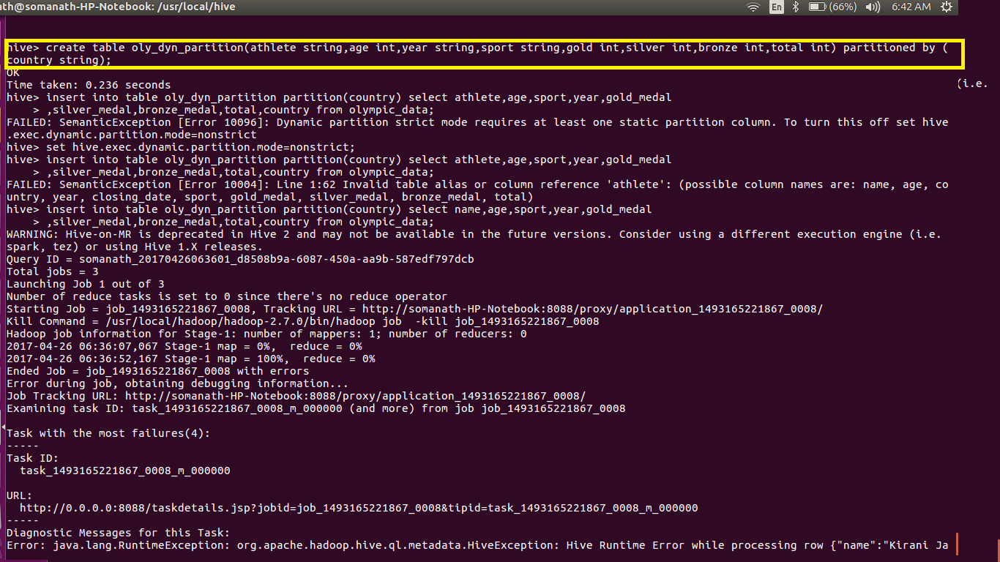 ath@somanath-HP-Notebook: /usr/local/hive En (66%) 6:42 AM
hive> create table oly_dyn_partition(athlete string,age int,year string,sport string,gold int,silver int,bronze int,total int) partitioned by (
country string);
OK
Time taken: 0.236 seconds
(i.e.
hive> insert into table oly_dyn_partition partition(country) select athlete,age,sport,year,gold_medal
    > ,silver_medal,bronze_medal,total,country from olympic_data;
FAILED: SemanticException [Error 10096]: Dynamic partition strict mode requires at least one static partition column. To turn this off set hive
.exec.dynamic.partition.mode=nonstrict
hive> set hive.exec.dynamic.partition.mode=nonstrict;
hive> insert into table oly_dyn_partition partition(country) select athlete,age,sport,year,gold_medal
    > ,silver_medal,bronze_medal,total,country from olympic_data;
FAILED: SemanticException [Error 10004]: Line 1:62 Invalid table alias or column reference 'athlete': (possible column names are: name, age, co
untry, year, closing_date, sport, gold_medal, silver_medal, bronze_medal, total)
hive> insert into table oly_dyn_partition partition(country) select name,age,sport,year,gold_medal
    > ,silver_medal,bronze_medal,total,country from olympic_data;
WARNING: Hive-on-MR is deprecated in Hive 2 and may not be available in the future versions. Consider using a different execution engine (i.e.
spark, tez) or using Hive 1.X releases.
Query ID = somanath_20170426063601_d8508b9a-6087-450a-aa9b-587edf797dcb
Total jobs = 3
Launching Job 1 out of 3
Number of reduce tasks is set to 0 since there's no reduce operator
Starting Job = job_1493165221867_0008, Tracking URL = http://somanath-HP-Notebook:8088/proxy/application_1493165221867_0008/
Kill Command = /usr/local/hadoop/hadoop-2.7.0/bin/hadoop job  -kill job_1493165221867_0008
Hadoop job information for Stage-1: number of mappers: 1; number of reducers: 0
2017-04-26 06:36:07,067 Stage-1 map = 0%,  reduce = 0%
2017-04-26 06:36:52,167 Stage-1 map = 100%,  reduce = 0%
Ended Job = job_1493165221867_0008 with errors
Error during job, obtaining debugging information...
Job Tracking URL: http://somanath-HP-Notebook:8088/proxy/application_1493165221867_0008/
Examining task ID: task_1493165221867_0008_m_000000 (and more) from job job_1493165221867_0008
Task with the most failures(4):
-----
Task ID:
  task_1493165221867_0008_m_000000
URL:
  http://0.0.0.0:8088/taskdetails.jsp?jobid=job_1493165221867_0008&tipid=task_1493165221867_0008_m_000000
-----
Diagnostic Messages for this Task:
Error: java.lang.RuntimeException: org.apache.hadoop.hive.ql.metadata.HiveException: Hive Runtime Error while processing row {"name":"Kirani Ja